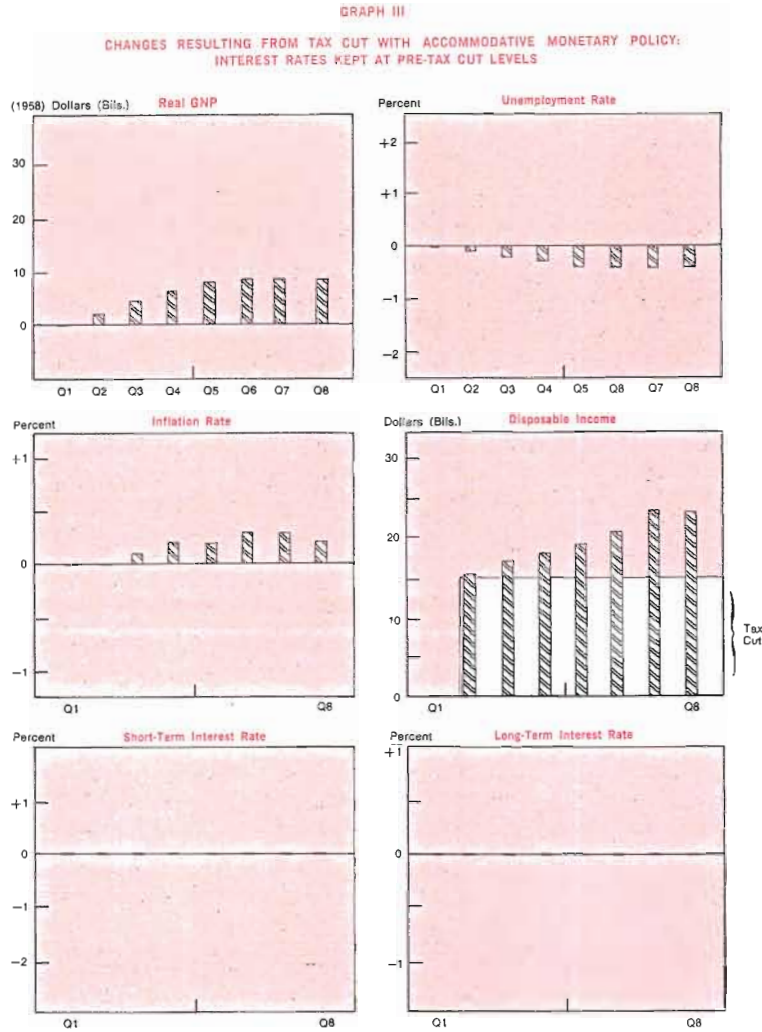 GRAPH III
CHANGES RESULTING FROM TAX CUT WITH ACCOMMODATIVE MONETARY POLICY:
INTEREST RATES KEPT AT PRE-TAX CUT LEVELS
(1958) Dollars (Bils.) Real GNP
30
20
10
0
Q1 Q2 Q3 Q4 Q5 Q6 Q7 Q8
Percent Unemployment Rate
+2
+1
0
−1
−2
Q1 Q2 Q3 Q4 Q5 Q8 Q7 Q8
Percent Inflation Rate
+1
0
−1
Q1 Q8
Dollars (Bils.) Disposable Income
30
20
10
0
Tax
Cut
Q1 Q8
Percent Short-Term Interest Rate
+1
0
−1
−2
Q1 Q8
Percent Long-Term Interest Rate
+1
0
−1
Q1 Q8